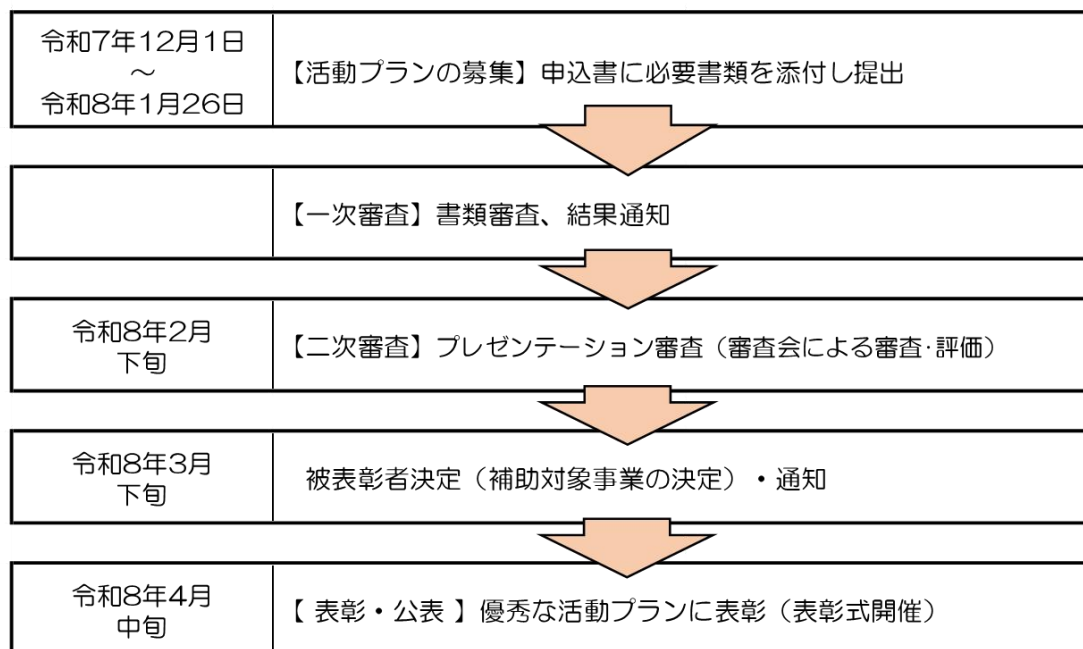 令和7年12月1日
～
令和8年1月26日
【活動プランの募集】申込書に必要書類を添付し提出
【一次審査】書類審査、結果通知
令和8年2月
下旬
【二次審査】プレゼンテーション審査（審査会による審査･評価）
令和8年3月
下旬
被表彰者決定（補助対象事業の決定）・通知
令和8年4月
中旬
【 表彰・公表 】優秀な活動プランに表彰（表彰式開催）